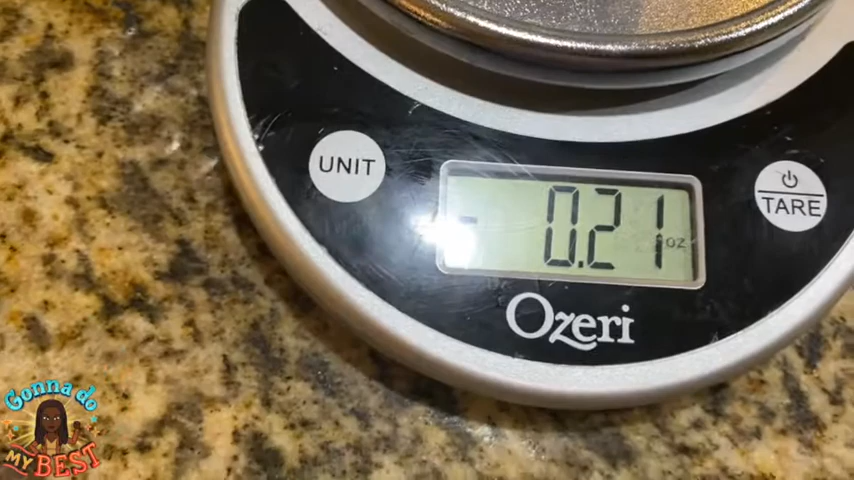 UNIT
- 0.21 oz
TARE
Ozeri
Gonna do
My BEST